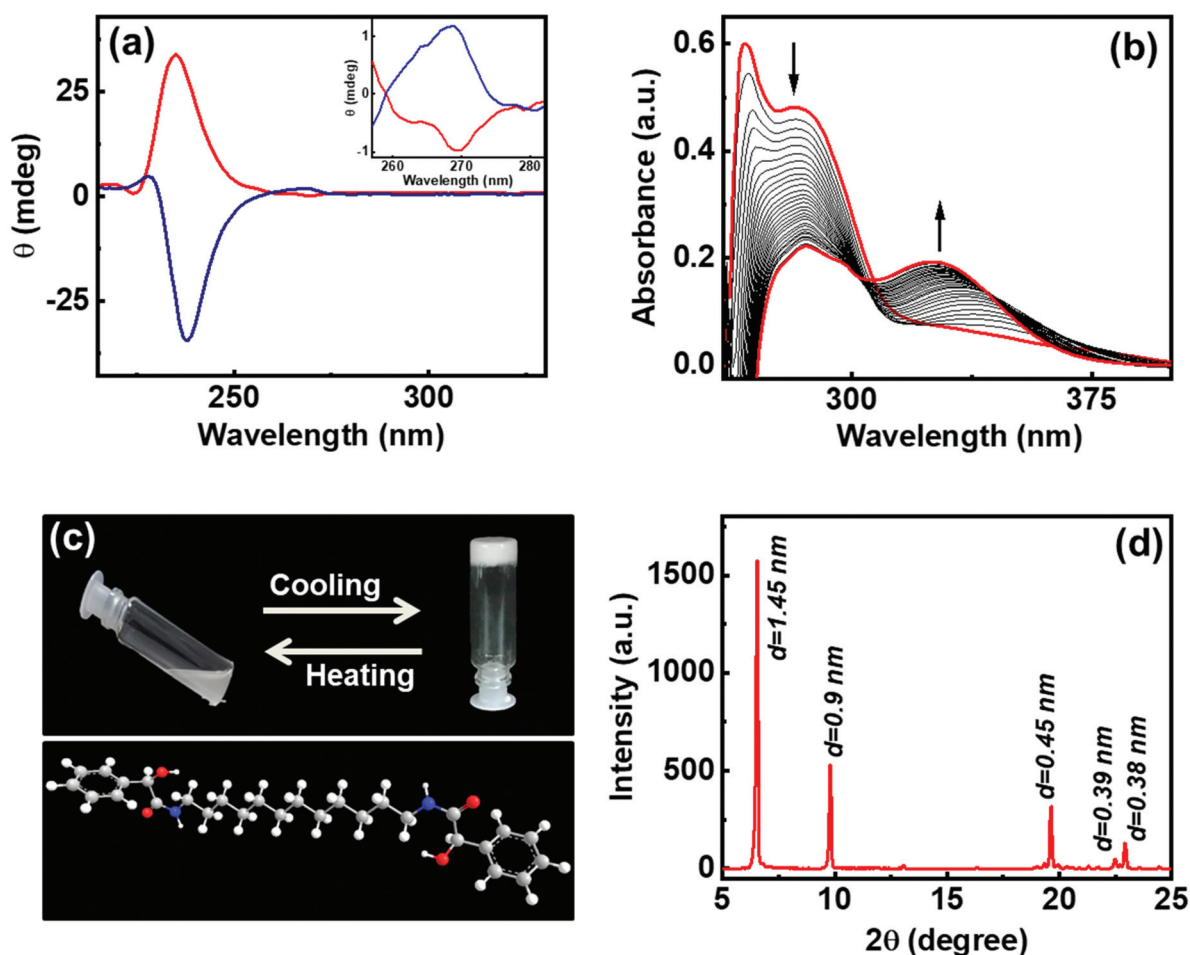 (a)
θ (mdeg)
25
0
-25
250
300
Wavelength (nm)
θ (mdeg)
1
0
-1
260
270
280
Wavelength (nm)
(b)
Absorbance (a.u.)
0.6
0.4
0.2
0.0
300
375
Wavelength (nm)
(c)
Cooling
Heating
(d)
Intensity (a.u.)
1500
1000
500
0
d=1.45 nm
d=0.9 nm
d=0.45 nm
d=0.39 nm
d=0.38 nm
5
10
15
20
25
2θ (degree)